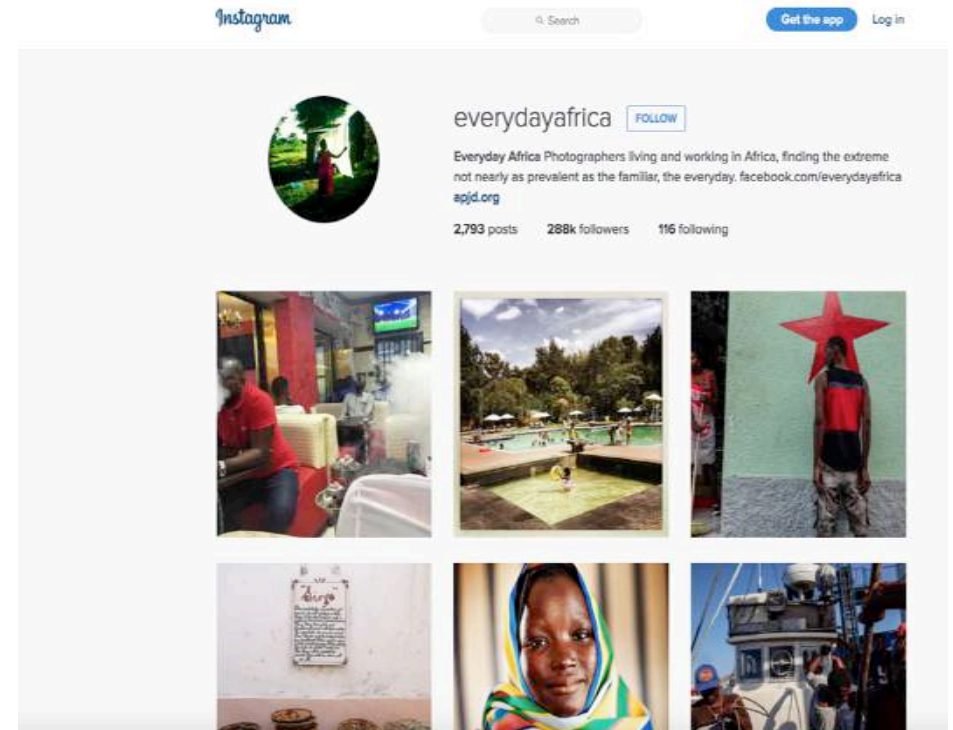 Instagram
Search
Get the app
Log in
everydayafrica FOLLOW
Everyday Africa Photographers living and working in Africa, finding the extreme
not nearly as prevalent as the familiar, the everyday. facebook.com/everydayafrica
apjd.org
2,793 posts 288k followers 116 following